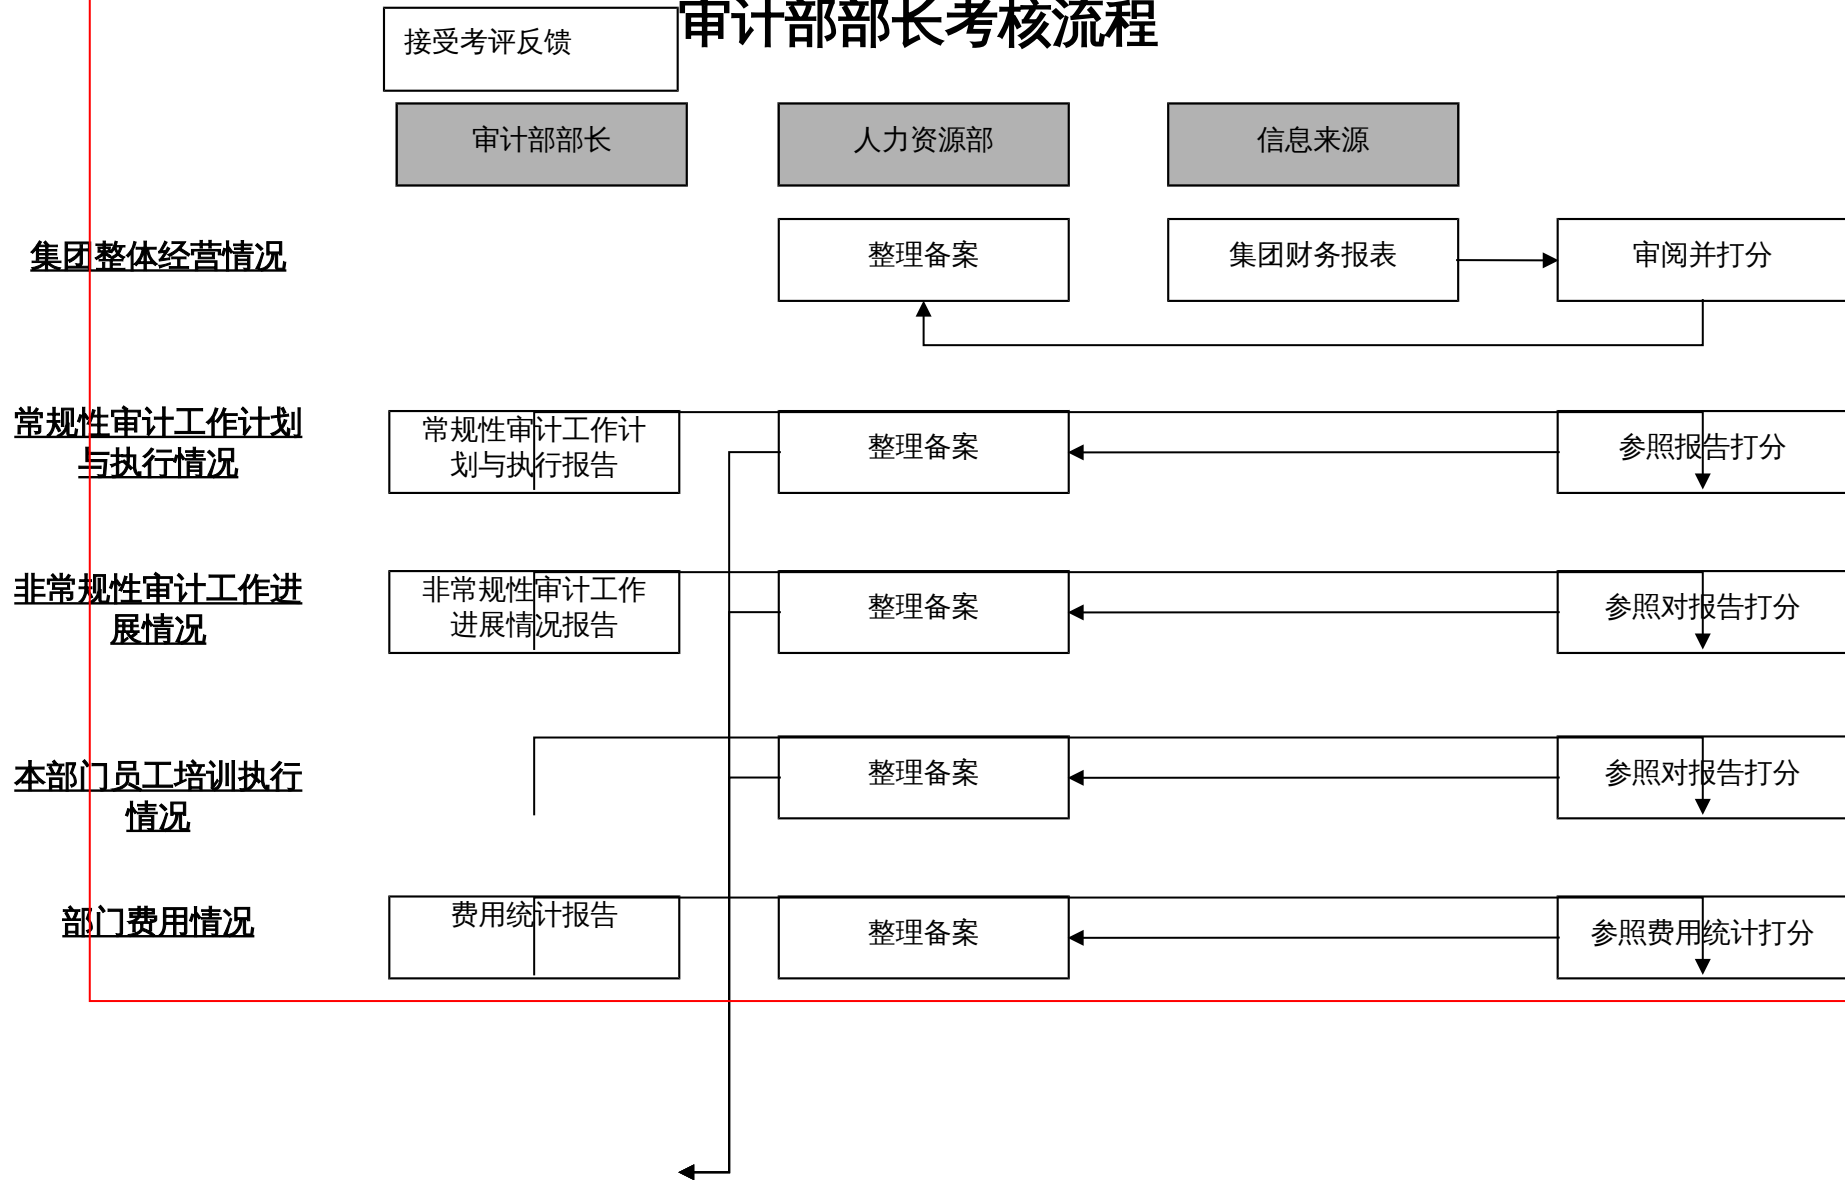 审计部部长考核流程
接受考评反馈
审计部部长
人力资源部
信息来源
集团整体经营情况
整理备案
集团财务报表
审阅并打分
常规性审计工作计划
与执行情况
常规性审计工作计
划与执行报告
整理备案
参照报告打分
非常规性审计工作进
展情况
非常规性审计工作
进展情况报告
整理备案
参照对报告打分
本部门员工培训执行
情况
整理备案
参照对报告打分
部门费用情况
费用统计报告
整理备案
参照费用统计打分